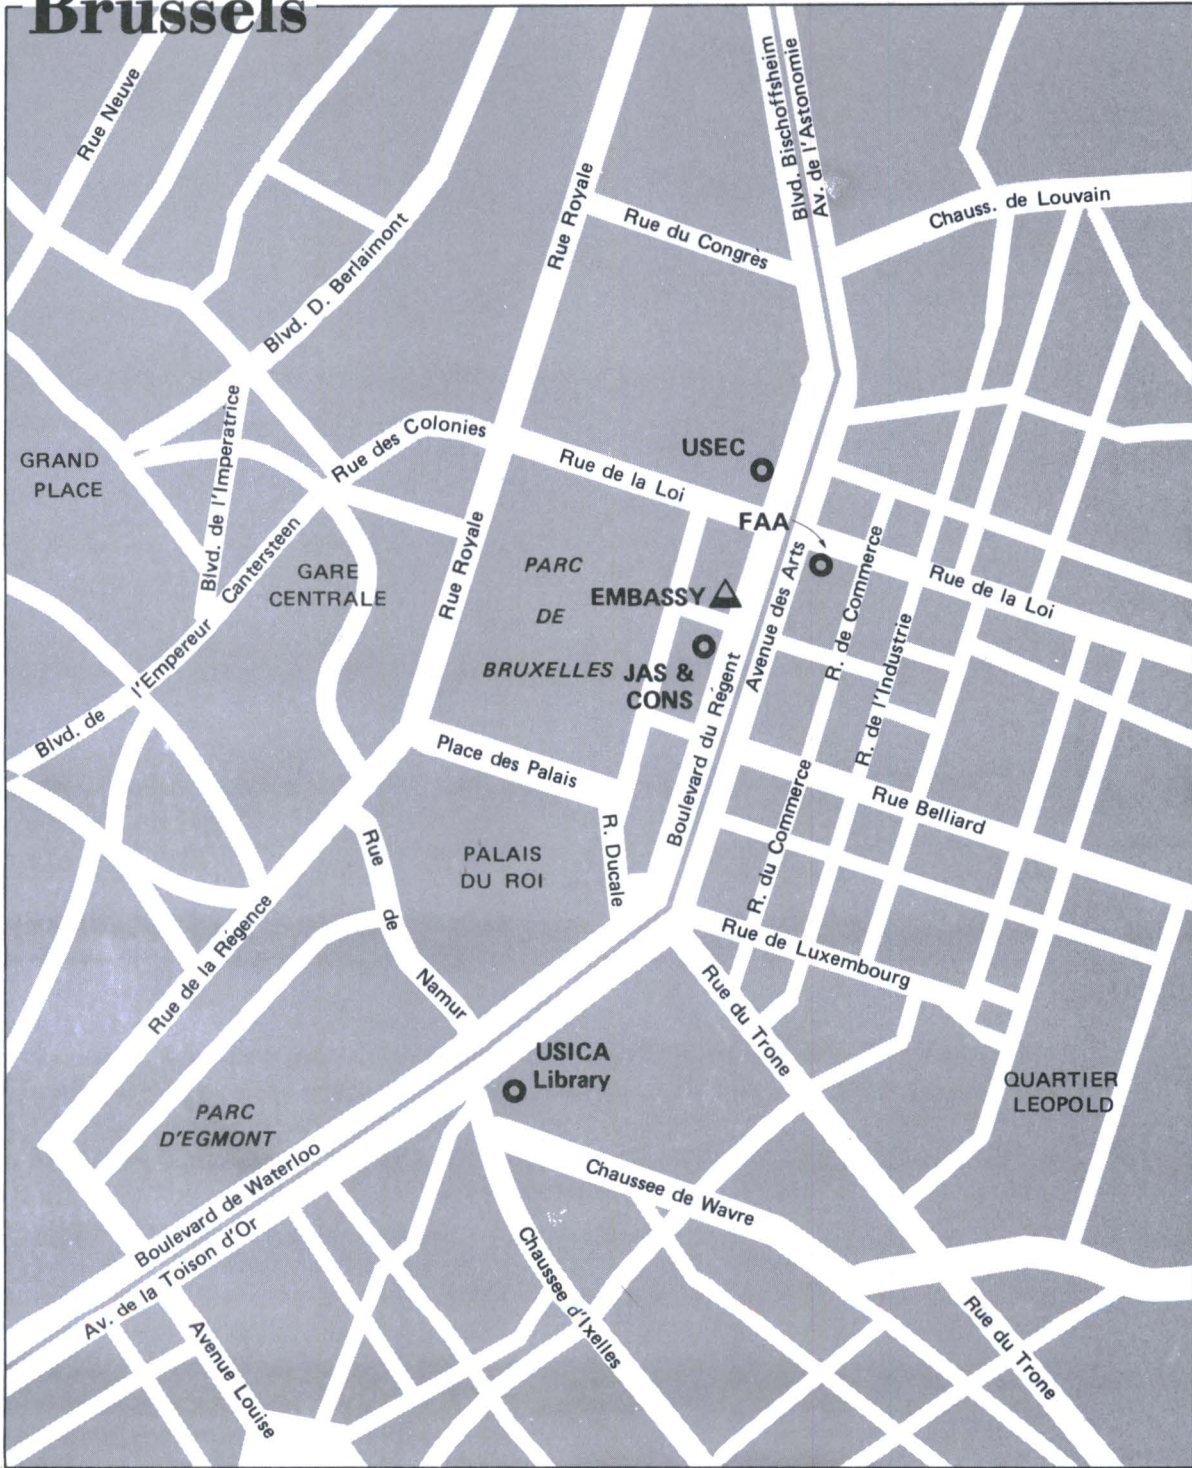 Brussels
Rue Neuve
Blvd. Bischoffsheim
Av. de l'Astonomie
Chauss. de Louvain
Rue Royale
Rue du Congrès
Blvd. D. Berlaimont
Blvd. de l'Imperatrice
Rue des Colonies
GRAND
PLACE
USEC
Rue de la Loi
FAA
Cantersteen
GARE
CENTRALE
Rue Royale
PARC
DE
BRUXELLES
EMBASSY
JAS &
CONS
Avenue des Arts
R. de Commerce
R. de l'Industrie
Rue de la Loi
Blvd. de l'Empereur
Place des Palais
Boulevard du Régent
R. du Commerce
Rue Belliard
R. Ducale
PALAIS
DU ROI
Rue de Namur
Rue de la Régence
Rue de Luxembourg
Rue du Trone
USICA
Library
QUARTIER
LEOPOLD
PARC
D'EGMONT
Boulevard de Waterloo
Av. de la Toison d'Or
Chaussee de Wavre
Chaussee d'Ixelles
Avenue Louise
Rue du Trone